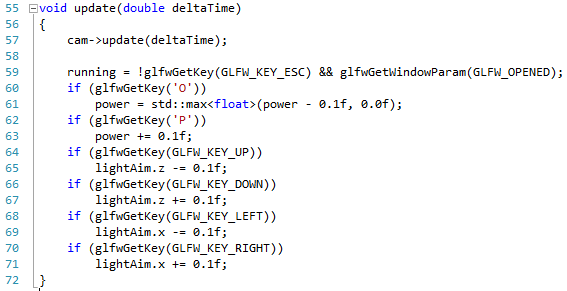 55 void update(double deltaTime)
56 {
57     cam->update(deltaTime);
58
59     running = !glfwGetKey(GLFW_KEY_ESC) && glfwGetWindowParam(GLFW_OPENED);
60     if (glfwGetKey('O'))
61         power = std::max<float>(power - 0.1f, 0.0f);
62     if (glfwGetKey('P'))
63         power += 0.1f;
64     if (glfwGetKey(GLFW_KEY_UP))
65         lightAim.z -= 0.1f;
66     if (glfwGetKey(GLFW_KEY_DOWN))
67         lightAim.z += 0.1f;
68     if (glfwGetKey(GLFW_KEY_LEFT))
69         lightAim.x -= 0.1f;
70     if (glfwGetKey(GLFW_KEY_RIGHT))
71         lightAim.x += 0.1f;
72 }